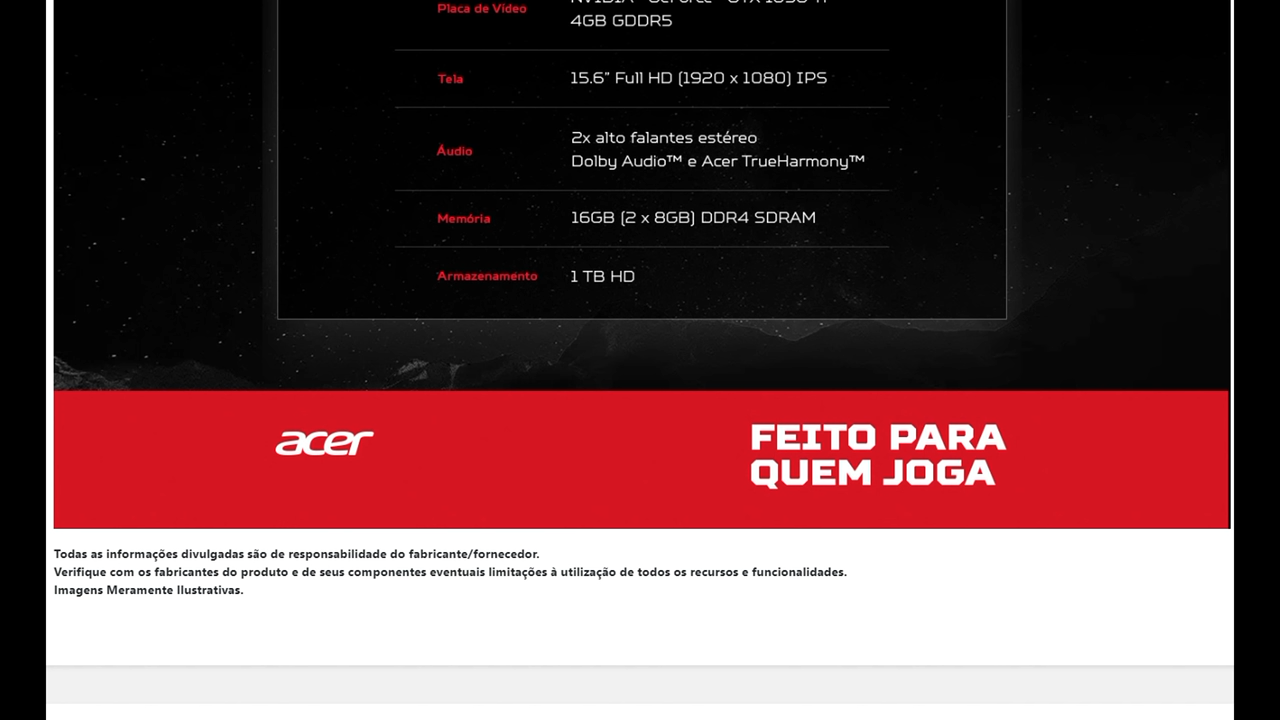 Placa de Vídeo
4GB GDDR5
Tela
15.6” Full HD (1920 x 1080) IPS
Áudio
2x alto falantes estéreo
Dolby Audio™ e Acer TrueHarmony™
Memória
16GB (2 x 8GB) DDR4 SDRAM
Armazenamento
1 TB HD
acer
FEITO PARA
QUEM JOGA
Todas as informações divulgadas são de responsabilidade do fabricante/fornecedor.
Verifique com os fabricantes do produto e de seus componentes eventuais limitações à utilização de todos os recursos e funcionalidades.
Imagens Meramente Ilustrativas.